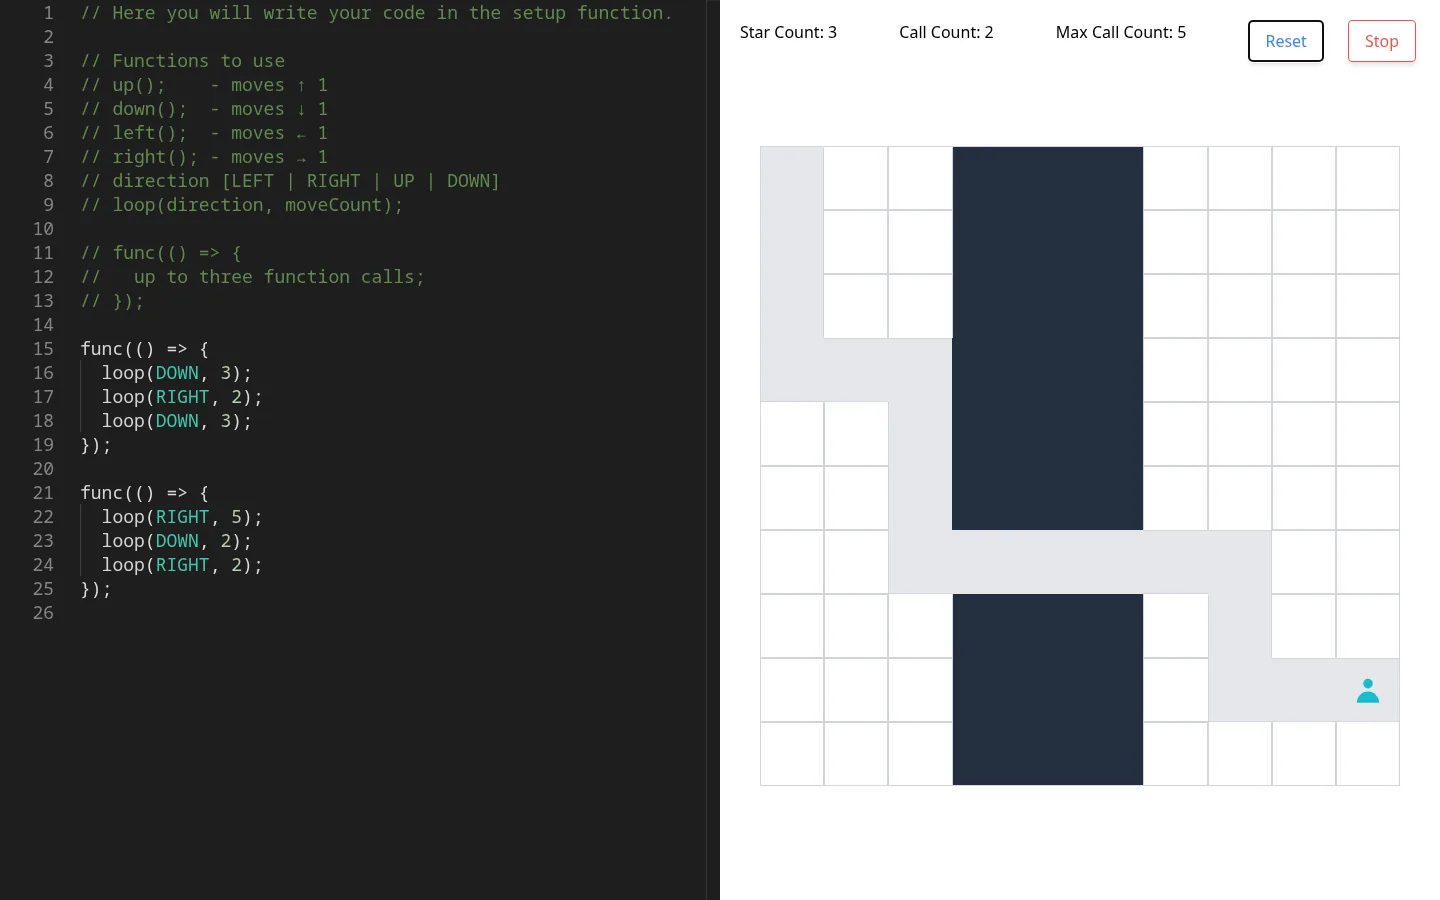 1 // Here you will write your code in the setup function.
2
3 // Functions to use
4 // up();    - moves ↑ 1
5 // down();  - moves ↓ 1
6 // left();  - moves ← 1
7 // right(); - moves → 1
8 // direction [LEFT | RIGHT | UP | DOWN]
9 // loop(direction, moveCount);
10
11 // func(() => {
12 //   up to three function calls;
13 // });
14
15 func(() => {
16   loop(DOWN, 3);
17   loop(RIGHT, 2);
18   loop(DOWN, 3);
19 });
20
21 func(() => {
22   loop(RIGHT, 5);
23   loop(DOWN, 2);
24   loop(RIGHT, 2);
25 });
26
Star Count: 3 Call Count: 2 Max Call Count: 5 Reset Stop